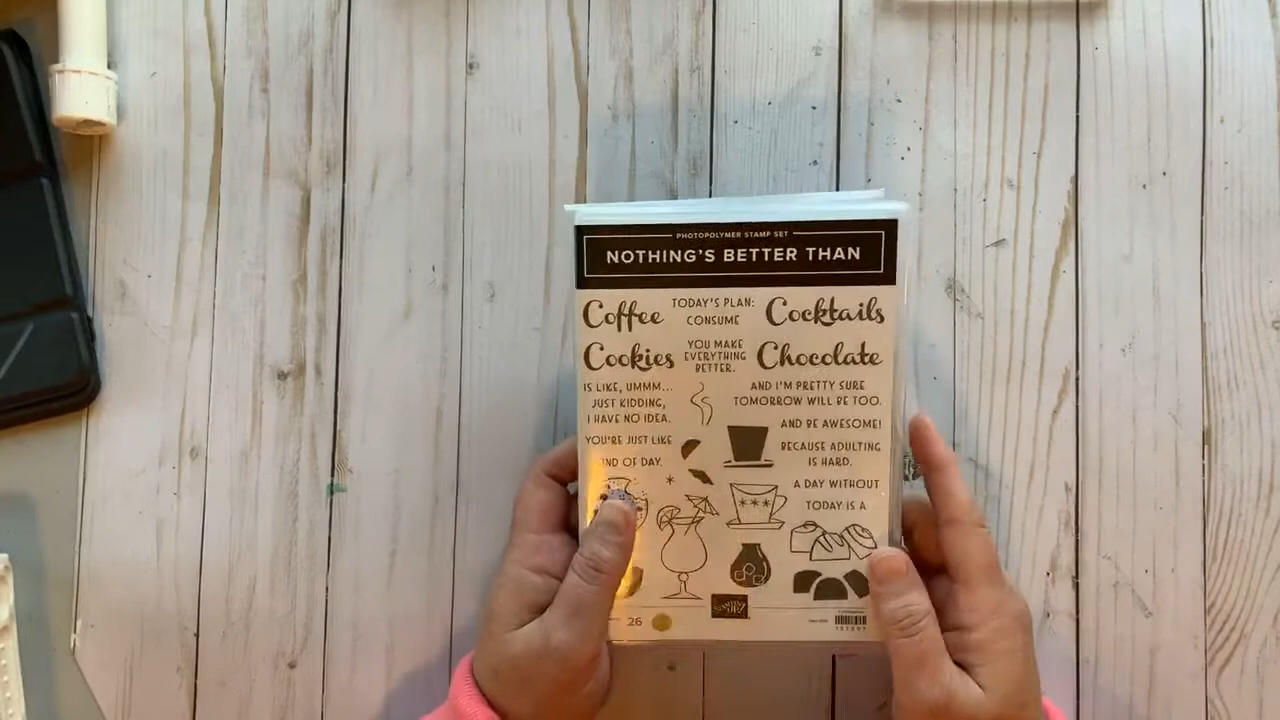 PHOTOPOLYMER STAMP SET
NOTHING'S BETTER THAN
Coffee
TODAY'S PLAN:
CONSUME
Cocktails
Cookies
YOU MAKE
EVERYTHING
BETTER.
Chocolate
IS LIKE, UMMM...
JUST KIDDING,
I HAVE NO IDEA.
AND I'M PRETTY SURE
TOMORROW WILL BE TOO.
YOU'RE JUST LIKE
AND BE AWESOME!
BECAUSE ADULTING
IS HARD.
IND OF DAY.
A DAY WITHOUT
TODAY IS A
STAMPIN' UP!
26